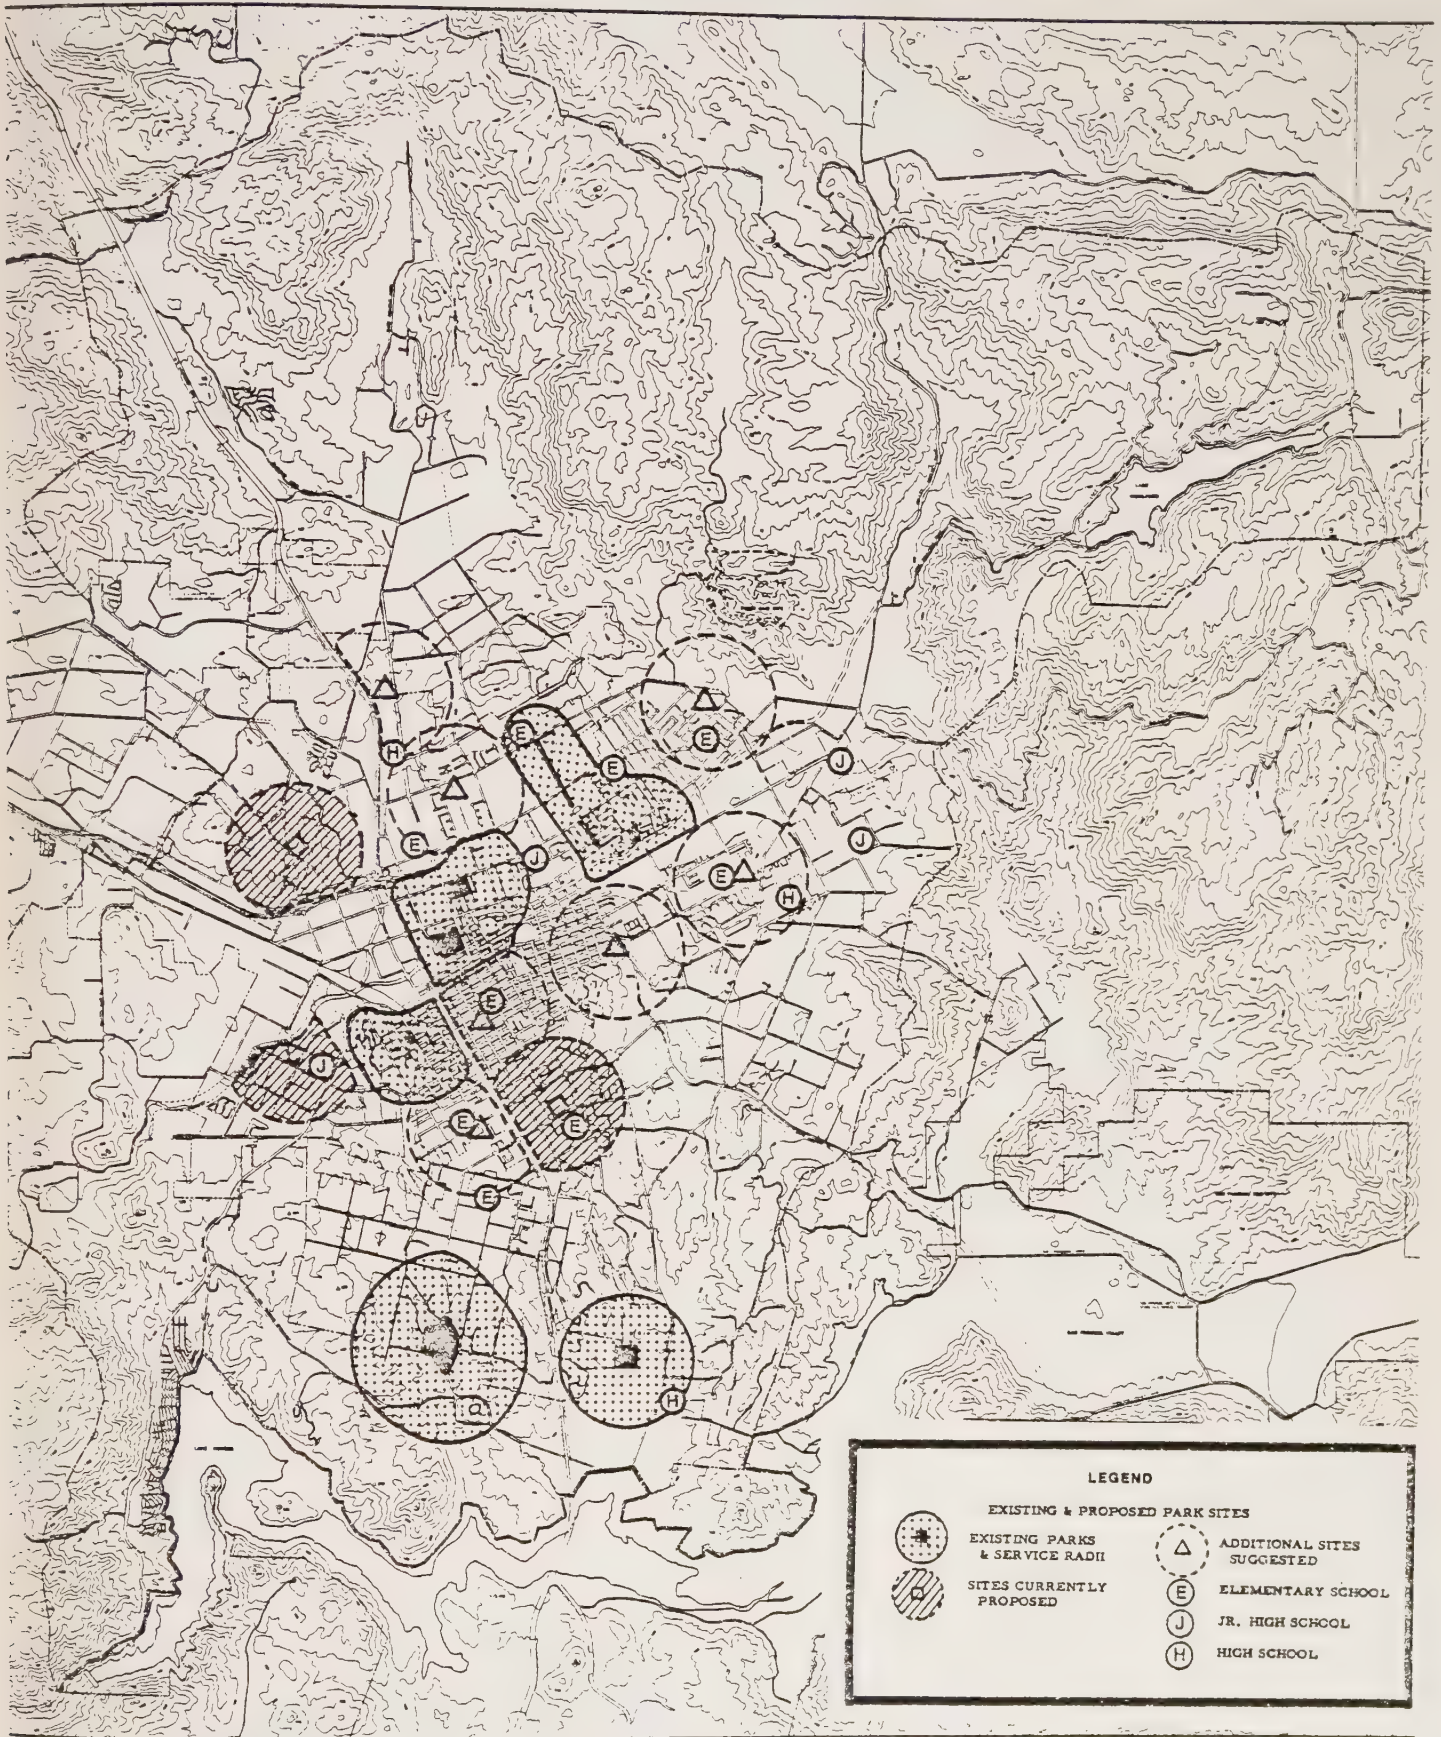 H
E
E
E
J
E
J
J
E
H
E
J
E
E
E
H
LEGEND
EXISTING & PROPOSED PARK SITES
EXISTING PARKS
& SERVICE RADII
SITES CURRENTLY
PROPOSED
ADDITIONAL SITES
SUGGESTED
E ELEMENTARY SCHOOL
J JR. HIGH SCHOOL
H HIGH SCHOOL